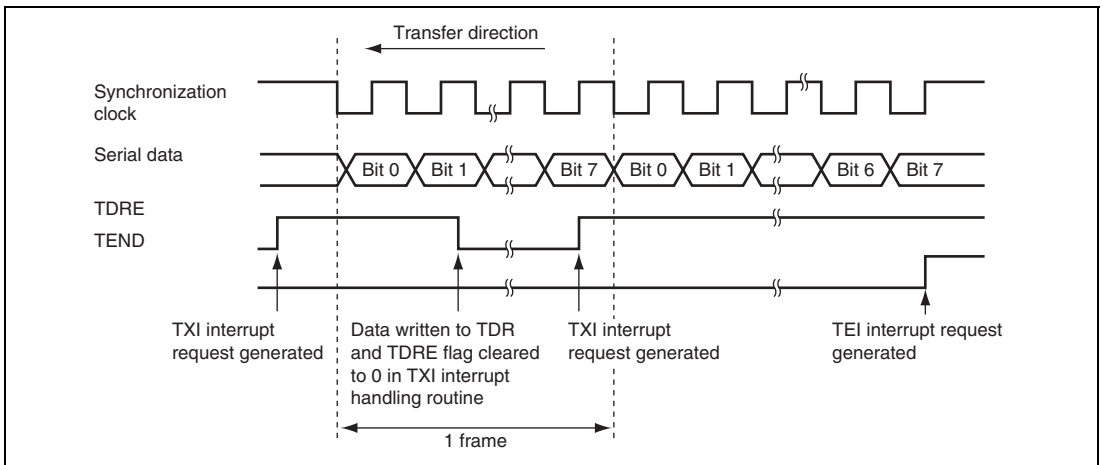 Transfer direction
Synchronization
clock
Serial data
Bit 0 Bit 1 Bit 7 Bit 0 Bit 1 Bit 6 Bit 7
TDRE
TEND
TXI interrupt
request generated
Data written to TDR
and TDRE flag cleared
to 0 in TXI interrupt
handling routine
TXI interrupt
request generated
TEI interrupt request
generated
1 frame